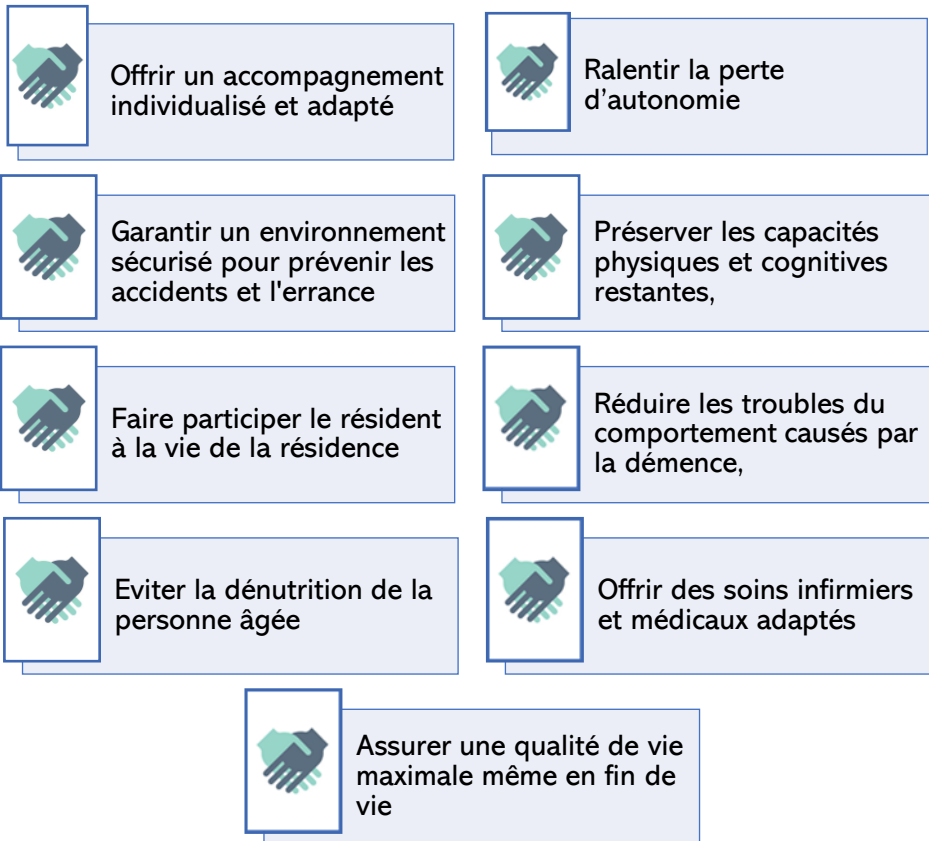 Offrir un accompagnement
individualisé et adapté
Ralentir la perte
d’autonomie
Garantir un environnement
sécurisé pour prévenir les
accidents et l'errance
Préserver les capacités
physiques et cognitives
restantes,
Faire participer le résident
à la vie de la résidence
Réduire les troubles du
comportement causés par
la démence,
Eviter la dénutrition de la
personne âgée
Offrir des soins infirmiers
et médicaux adaptés
Assurer une qualité de vie
maximale même en fin de
vie